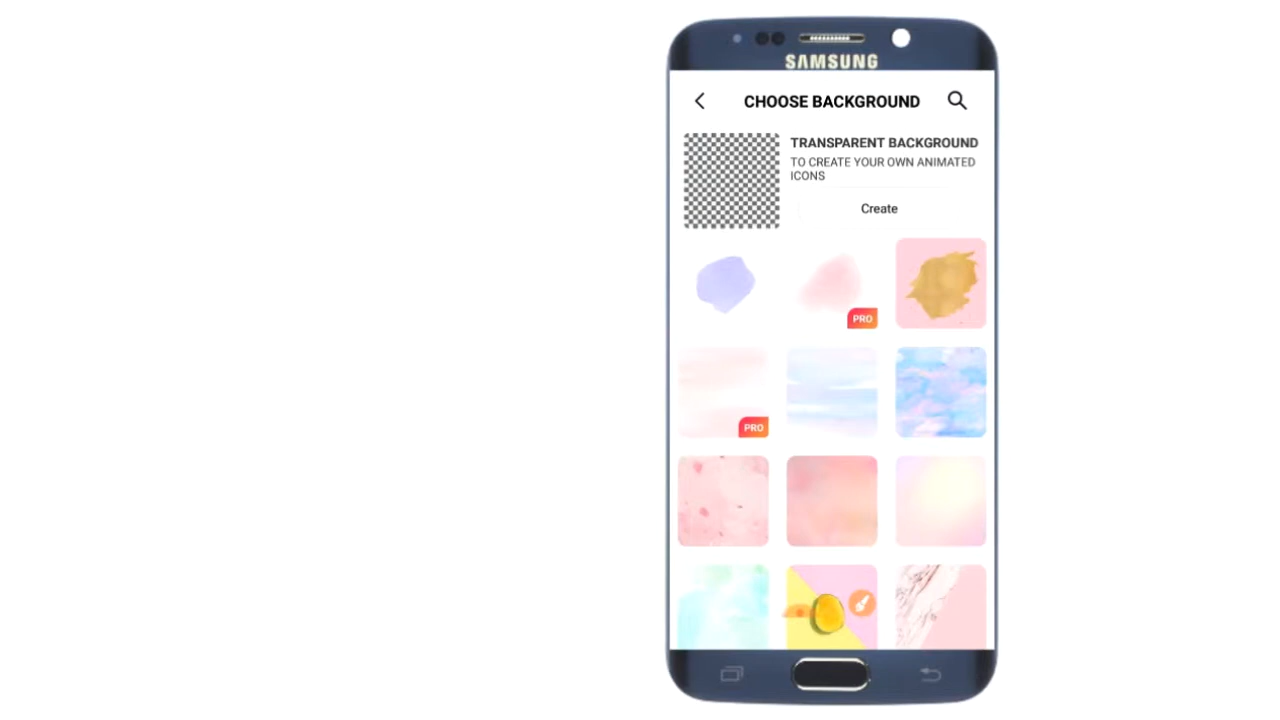 SAMSUNG
CHOOSE BACKGROUND
TRANSPARENT BACKGROUND
TO CREATE YOUR OWN ANIMATED
ICONS
Create
PRO
PRO